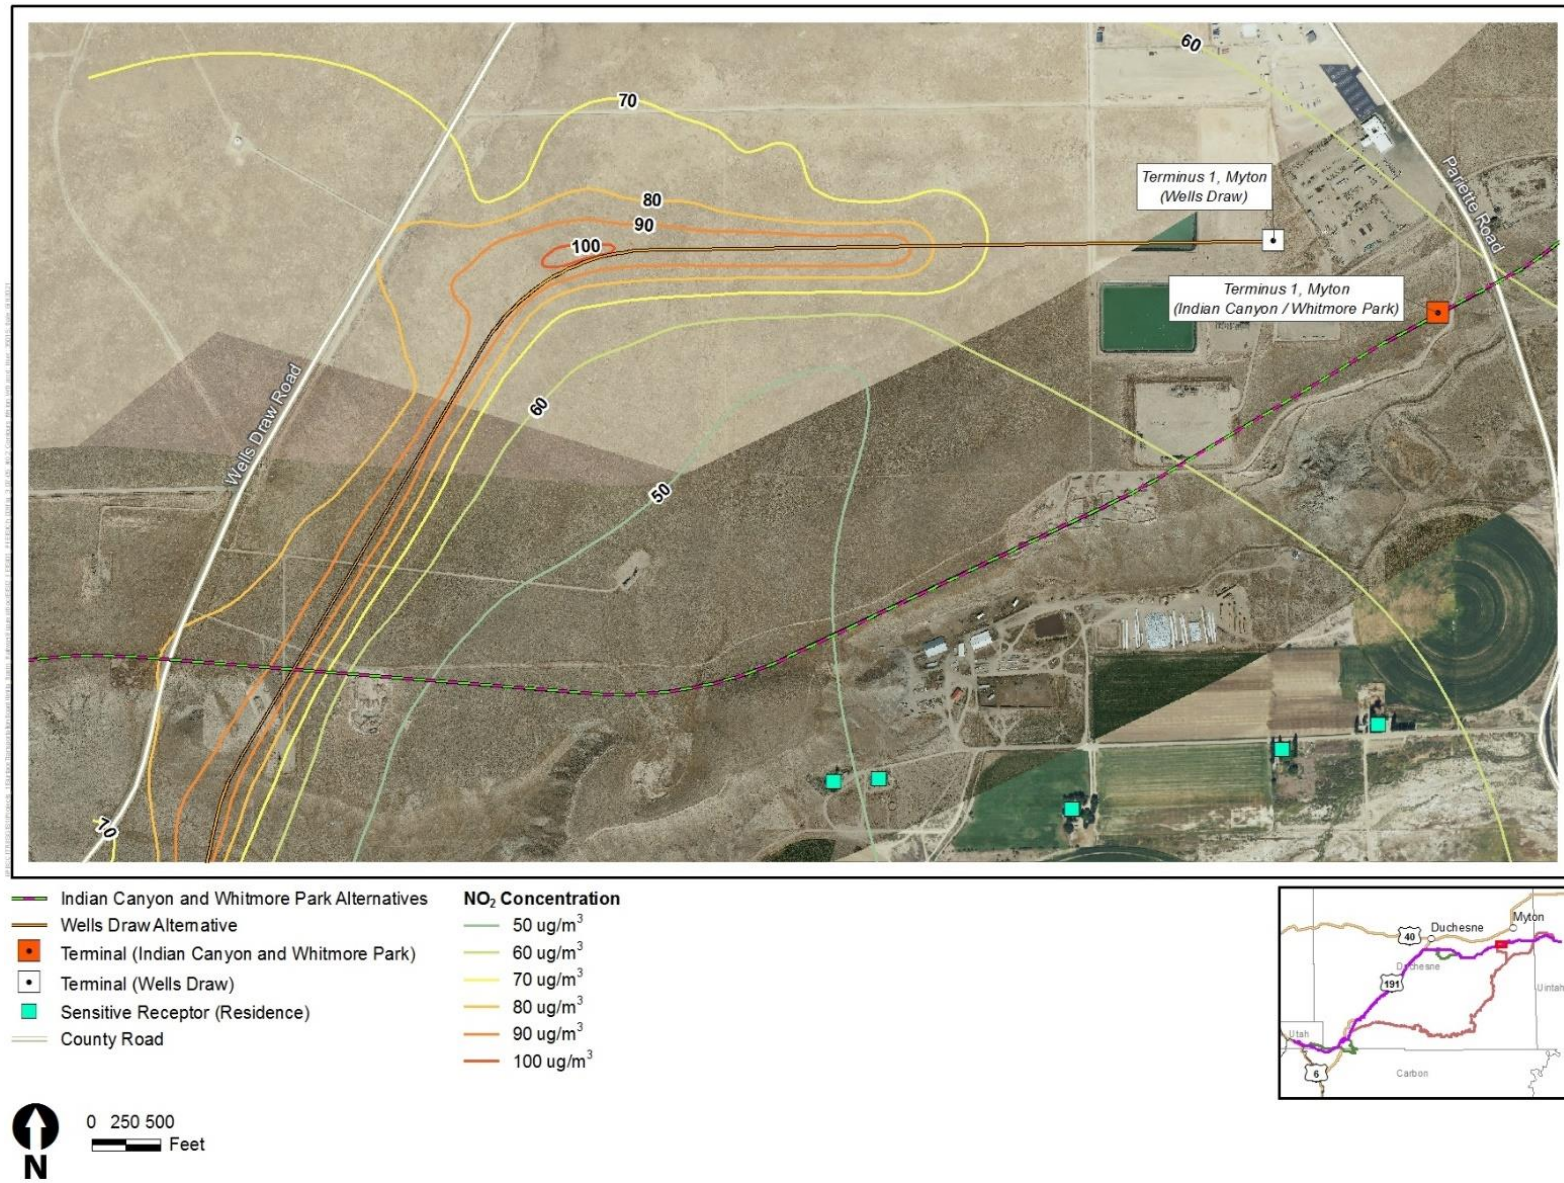 60
70
Terminus 1, Myton
(Wells Draw)
Pariette Road
80
90
100
Terminus 1, Myton
(Indian Canyon / Whitmore Park)
Wells Draw Road
60
50
70
Indian Canyon and Whitmore Park Alternatives
Wells Draw Alternative
Terminal (Indian Canyon and Whitmore Park)
Terminal (Wells Draw)
Sensitive Receptor (Residence)
County Road
NO₂ Concentration
50 ug/m³
60 ug/m³
70 ug/m³
80 ug/m³
90 ug/m³
100 ug/m³
Myton
Duchesne
40
Duchesne
191
Uintah
Utah
6
Carbon
0 250 500
Feet
N